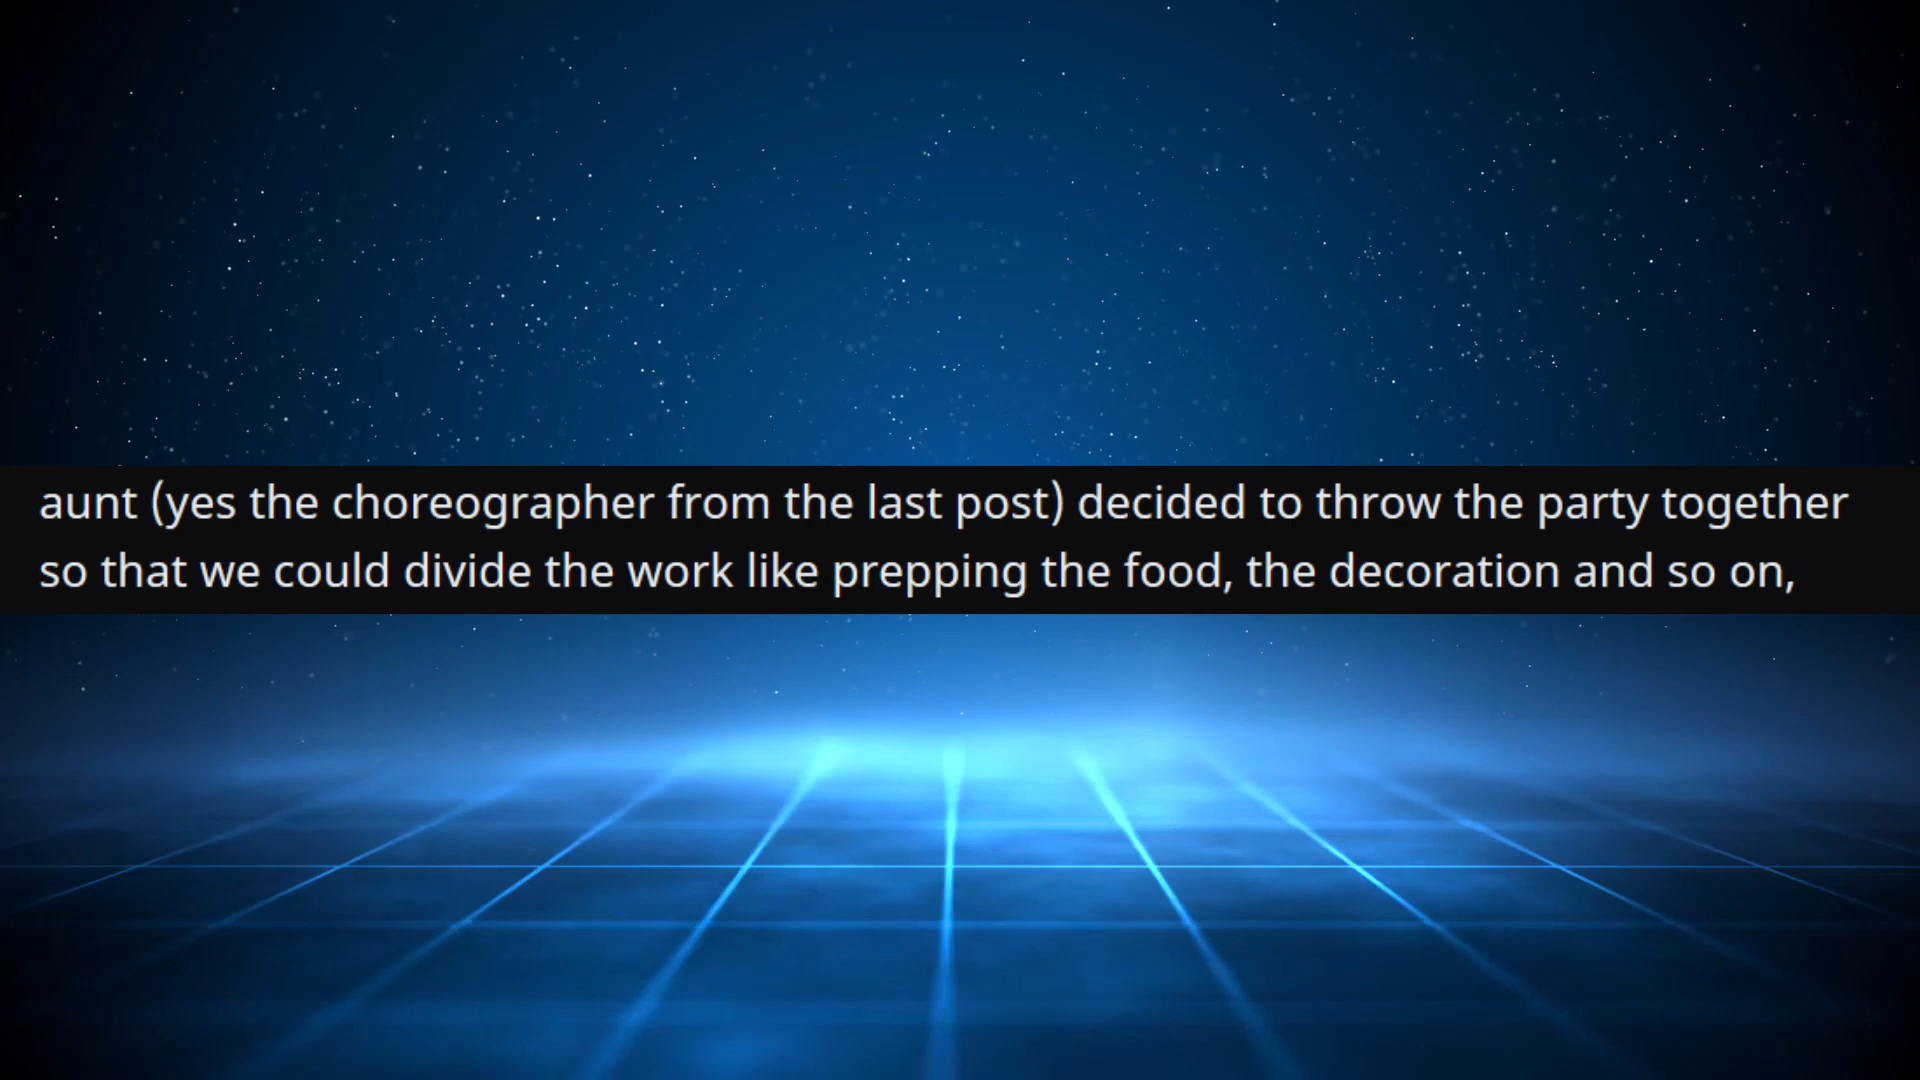 aunt (yes the choreographer from the last post) decided to throw the party together
so that we could divide the work like prepping the food, the decoration and so on,